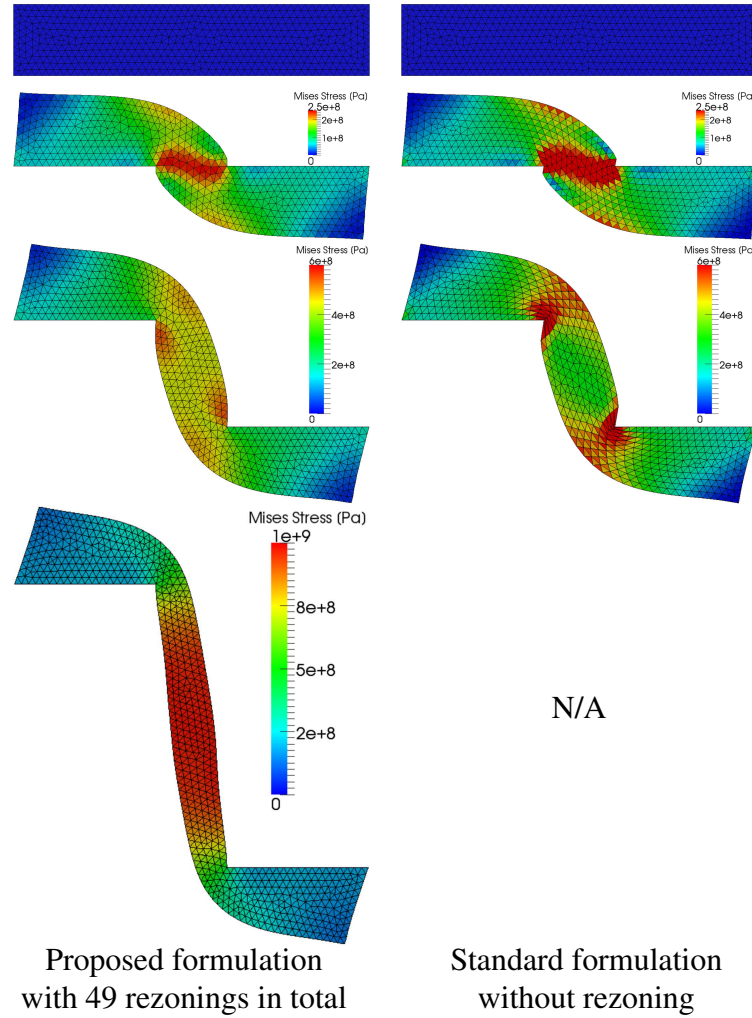 Mises Stress (Pa)
2.5e+8
2e+8
1e+8
0
Mises Stress (Pa)
2.5e+8
2e+8
1e+8
0
Mises Stress (Pa)
6e+8
4e+8
2e+8
0
Mises Stress (Pa)
6e+8
4e+8
2e+8
0
Mises Stress (Pa)
1e+9
8e+8
5e+8
2e+8
0
N/A
Proposed formulation
with 49 rezonings in total
Standard formulation
without rezoning